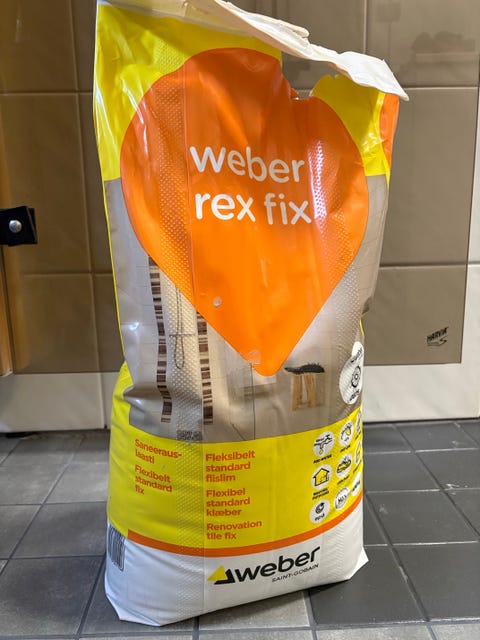 weber
rex fix
HARVIA
Saneeraus-
laasti
Flexibelt
standard
fix
Fleksibelt
standard
flislim
Flexibel
standard
klæber
Renovation
tile fix
weber
SAINT-GOBAIN